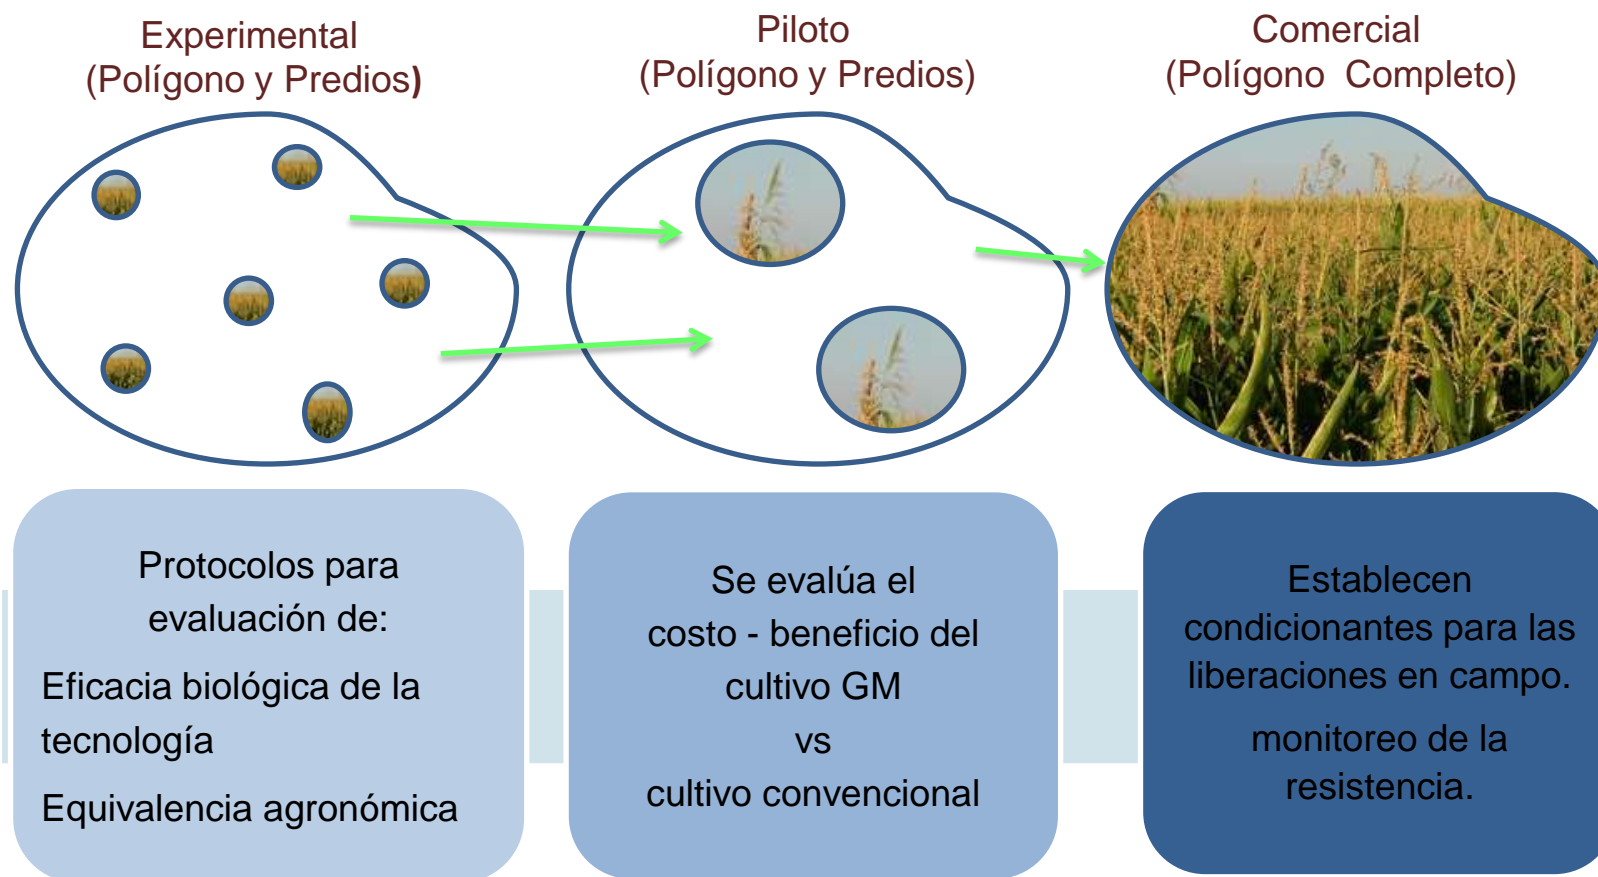 Experimental
(Polígono y Predios)
Piloto
(Polígono y Predios)
Comercial
(Polígono Completo)
Protocolos para
evaluación de:
Eficacia biológica de la
tecnología
Equivalencia agronómica
Se evalúa el
costo - beneficio del
cultivo GM
vs
cultivo convencional
Establecen
condicionantes para las
liberaciones en campo.
monitoreo de la
resistencia.